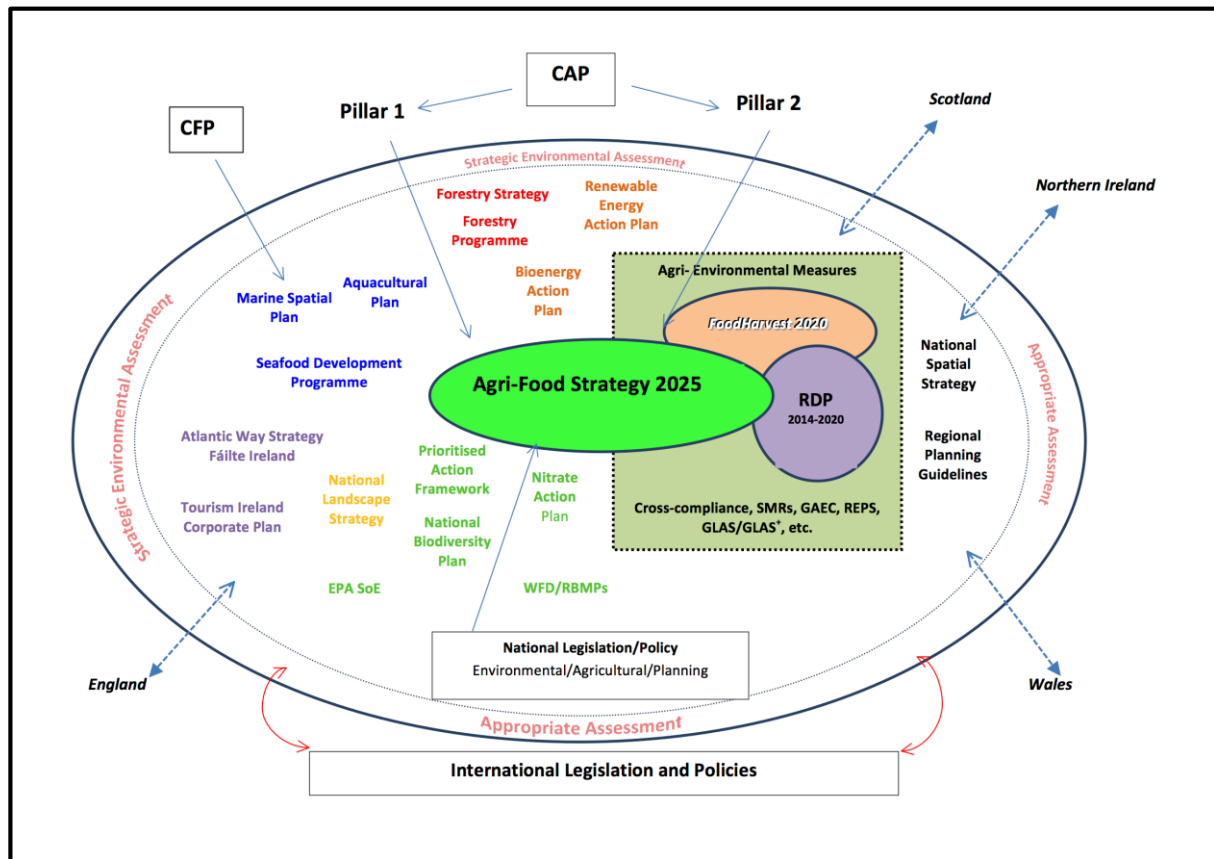 CAP
Pillar 1
Pillar 2
CFP
Scotland
Northern Ireland
Strategic Environmental Assessment
Forestry Strategy
Forestry
Programme
Renewable
Energy
Action Plan
Bioenergy
Action
Plan
Aquacultural
Plan
Marine Spatial
Plan
Seafood Development
Programme
Agri- Environmental Measures
FoodHarvest 2020
Agri-Food Strategy 2025
RDP
2014-2020
Cross-compliance, SMRs, GAEC, REPS,
GLAS/GLAS⁺, etc.
National
Spatial
Strategy
Regional
Planning
Guidelines
Strategic Environmental Assessment
Appropriate Assessment
Atlantic Way Strategy
Fáilte Ireland
Tourism Ireland
Corporate Plan
National
Landscape
Strategy
Prioritised
Action
Framework
National
Biodiversity
Plan
Nitrate
Action
Plan
EPA SoE
WFD/RBMPs
National Legislation/Policy
Environmental/Agricultural/Planning
England
Wales
Appropriate Assessment
International Legislation and Policies